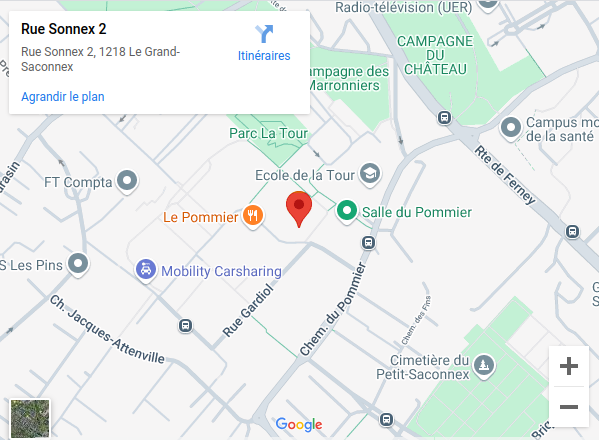 Rue Sonnex 2
Rue Sonnex 2, 1218 Le Grand-
Saconnex
Itinéraires
Agrandir le plan
Radio-télévision (UER)
CAMPAGNE
DU
CHÂTEAU
ampagne des
Marronniers
Parc La Tour
Campus mo
de la santé
Ecole de la Tour
Rte de Ferney
FT Compta
Le Pommier
Salle du Pommier
S Les Pins
Mobility Carsharing
Rue Gardiol
Chem. du Pommier
Chem. des Fins
Ch. Jacques-Attenville
Cimetière du
Petit-Saconnex
Google